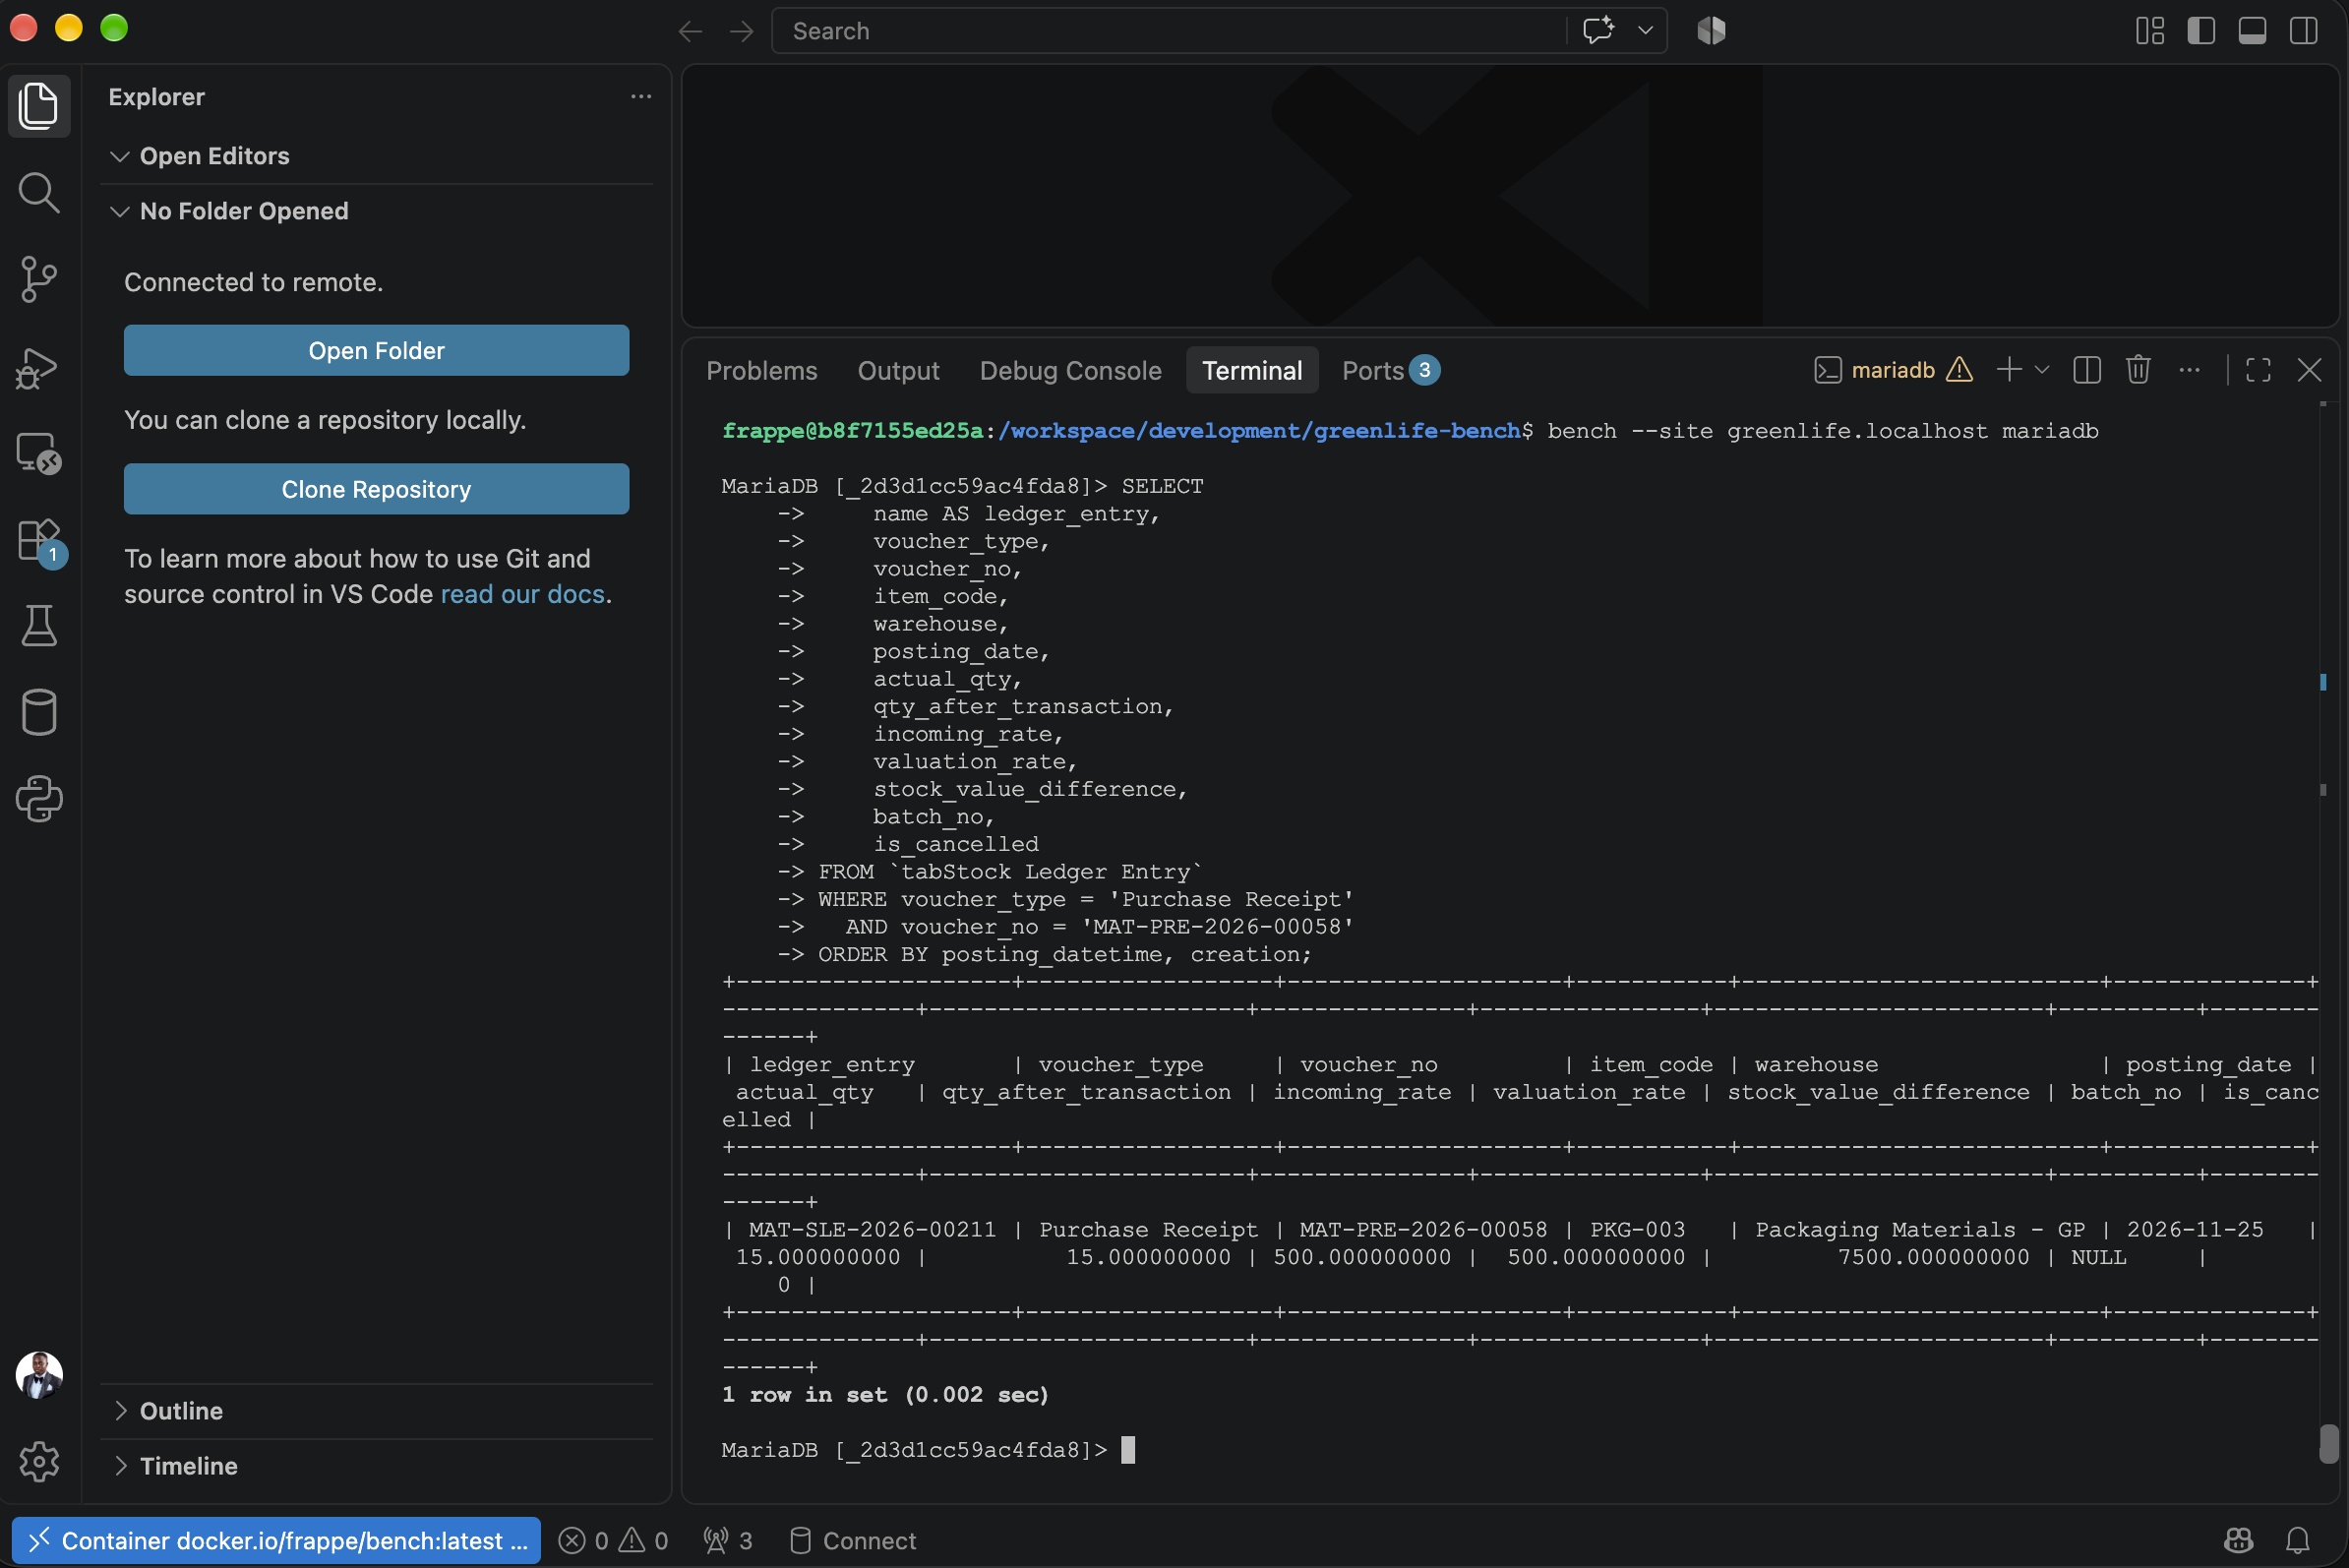 Search
Explorer
Open Editors
No Folder Opened
Connected to remote.
Open Folder
You can clone a repository locally.
Clone Repository
To learn more about how to use Git and
source control in VS Code read our docs.
1
Outline
Timeline
Problems Output Debug Console Terminal Ports 3 mariadb
frappe@b8f7155ed25a:/workspace/development/greenlife-bench$ bench --site greenlife.localhost mariadb
MariaDB [_2d3d1cc59ac4fda8]> SELECT
    ->     name AS ledger_entry,
    ->     voucher_type,
    ->     voucher_no,
    ->     item_code,
    ->     warehouse,
    ->     posting_date,
    ->     actual_qty,
    ->     qty_after_transaction,
    ->     incoming_rate,
    ->     valuation_rate,
    ->     stock_value_difference,
    ->     batch_no,
    ->     is_cancelled
    -> FROM `tabStock Ledger Entry`
    -> WHERE voucher_type = 'Purchase Receipt'
    ->   AND voucher_no = 'MAT-PRE-2026-00058'
    -> ORDER BY posting_datetime, creation;
+--------------------+------------------+--------------------+-----------+--------------------------+--------------+
--------------+-----------------------+---------------+----------------+------------------------+----------+--------
------+
| ledger_entry       | voucher_type     | voucher_no         | item_code | warehouse                | posting_date |
 actual_qty   | qty_after_transaction | incoming_rate | valuation_rate | stock_value_difference | batch_no | is_canc
elled |
+--------------------+------------------+--------------------+-----------+--------------------------+--------------+
--------------+-----------------------+---------------+----------------+------------------------+----------+--------
------+
| MAT-SLE-2026-00211 | Purchase Receipt | MAT-PRE-2026-00058 | PKG-003   | Packaging Materials - GP | 2026-11-25   |
 15.000000000 |          15.000000000 | 500.000000000 |  500.000000000 |         7500.000000000 | NULL     |
    0 |
+--------------------+------------------+--------------------+-----------+--------------------------+--------------+
--------------+-----------------------+---------------+----------------+------------------------+----------+--------
------+
1 row in set (0.002 sec)
MariaDB [_2d3d1cc59ac4fda8]>
Container docker.io/frappe/bench:latest ... 0 0 3 Connect